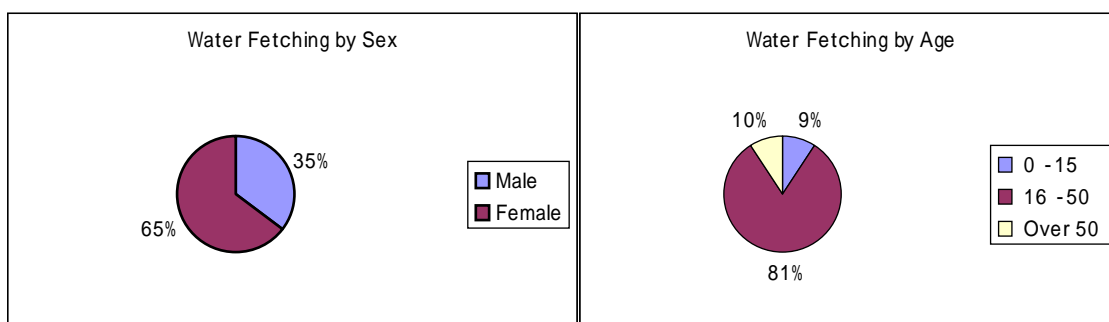 Water Fetching by Sex
35%
65%
Male
Female
Water Fetching by Age
10%
9%
81%
0 -15
16 -50
Over 50